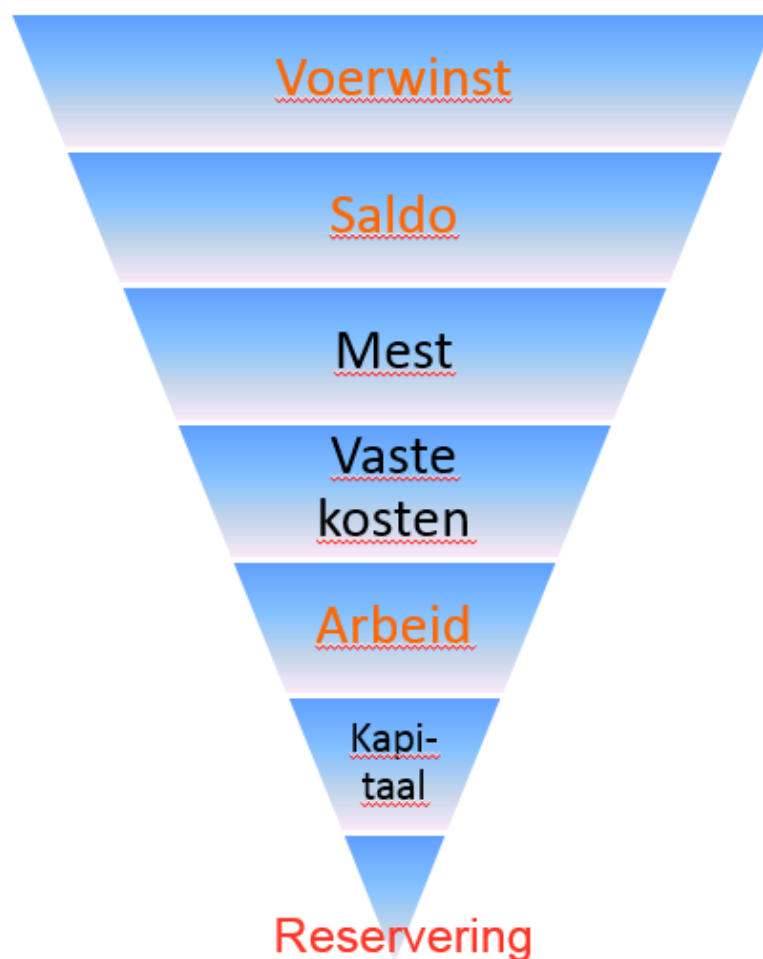 Voerwinst
Saldo
Mest
Vaste
kosten
Arbeid
Kapi-
taal
Reservering